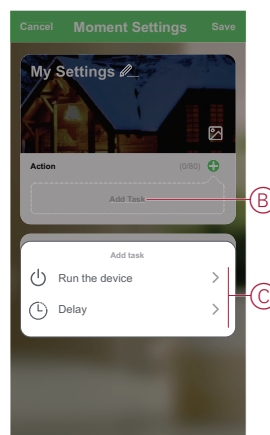 Cancel Moment Settings Save
My Settings
Action (0/80)
Add Task
B
Add task
Run the device
C
Delay